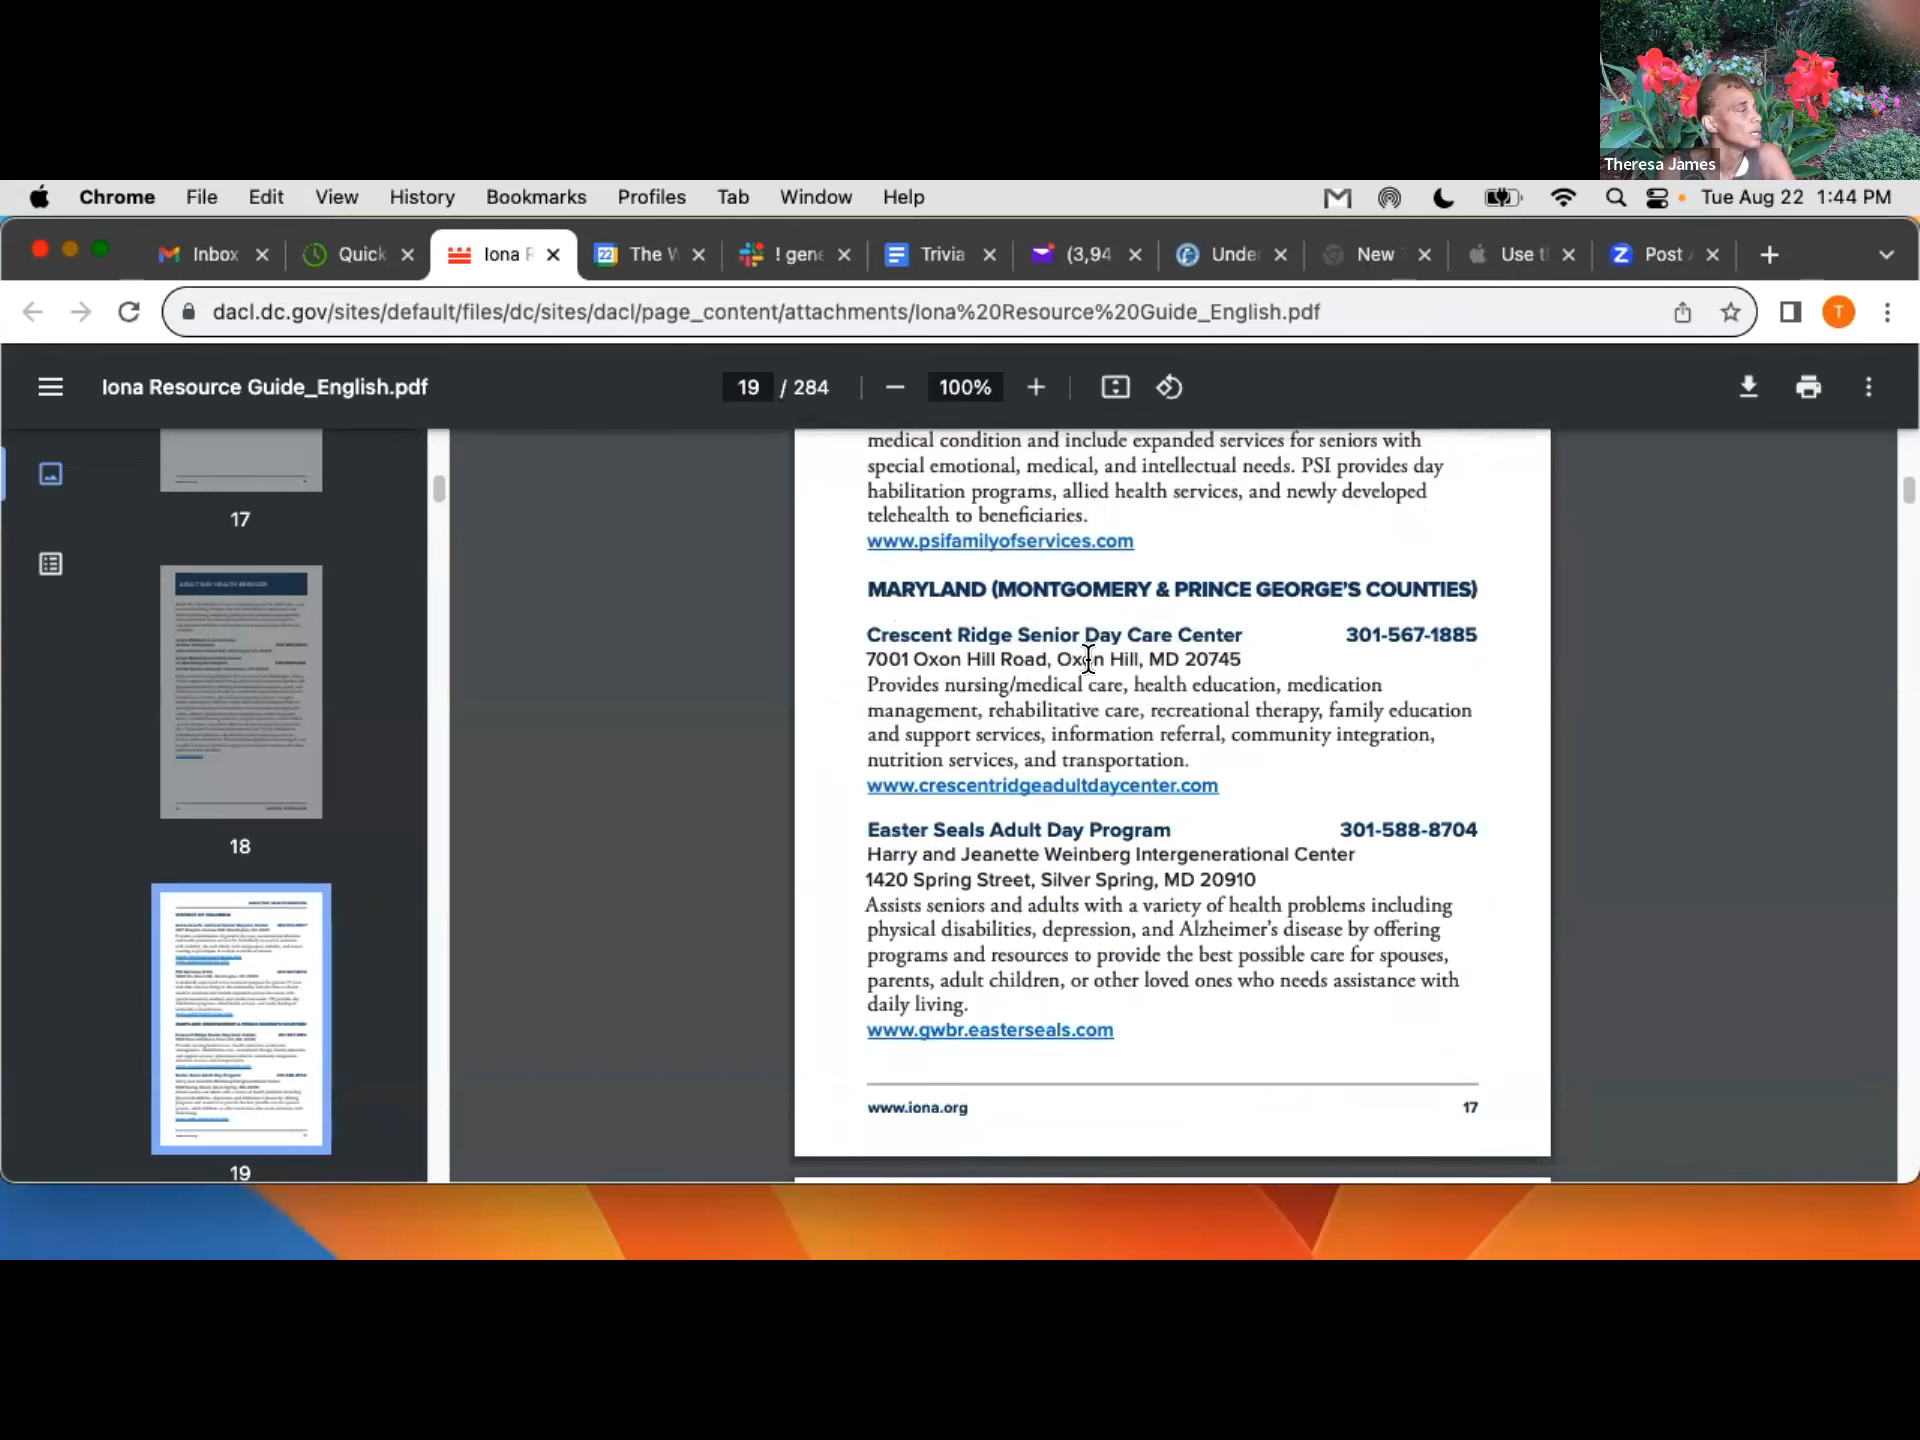 Theresa James
Chrome File Edit View History Bookmarks Profiles Tab Window Help Tue Aug 22 1:44 PM
Inbox Quick Iona R 22 The W ! gene Trivia (3,94 Unde New Use t Post
dacl.dc.gov/sites/default/files/dc/sites/dacl/page_content/attachments/Iona%20Resource%20Guide_English.pdf T
Iona Resource Guide_English.pdf 19 / 284 100%
17
18
19
medical condition and include expanded services for seniors with
special emotional, medical, and intellectual needs. PSI provides day
habilitation programs, allied health services, and newly developed
telehealth to beneficiaries.
www.psifamilyofservices.com
MARYLAND (MONTGOMERY & PRINCE GEORGE'S COUNTIES)
Crescent Ridge Senior Day Care Center 301-567-1885
7001 Oxon Hill Road, Oxon Hill, MD 20745
Provides nursing/medical care, health education, medication
management, rehabilitative care, recreational therapy, family education
and support services, information referral, community integration,
nutrition services, and transportation.
www.crescentridgeadultdaycenter.com
Easter Seals Adult Day Program 301-588-8704
Harry and Jeanette Weinberg Intergenerational Center
1420 Spring Street, Silver Spring, MD 20910
Assists seniors and adults with a variety of health problems including
physical disabilities, depression, and Alzheimer's disease by offering
programs and resources to provide the best possible care for spouses,
parents, adult children, or other loved ones who needs assistance with
daily living.
www.gwbr.easterseals.com
www.iona.org 17